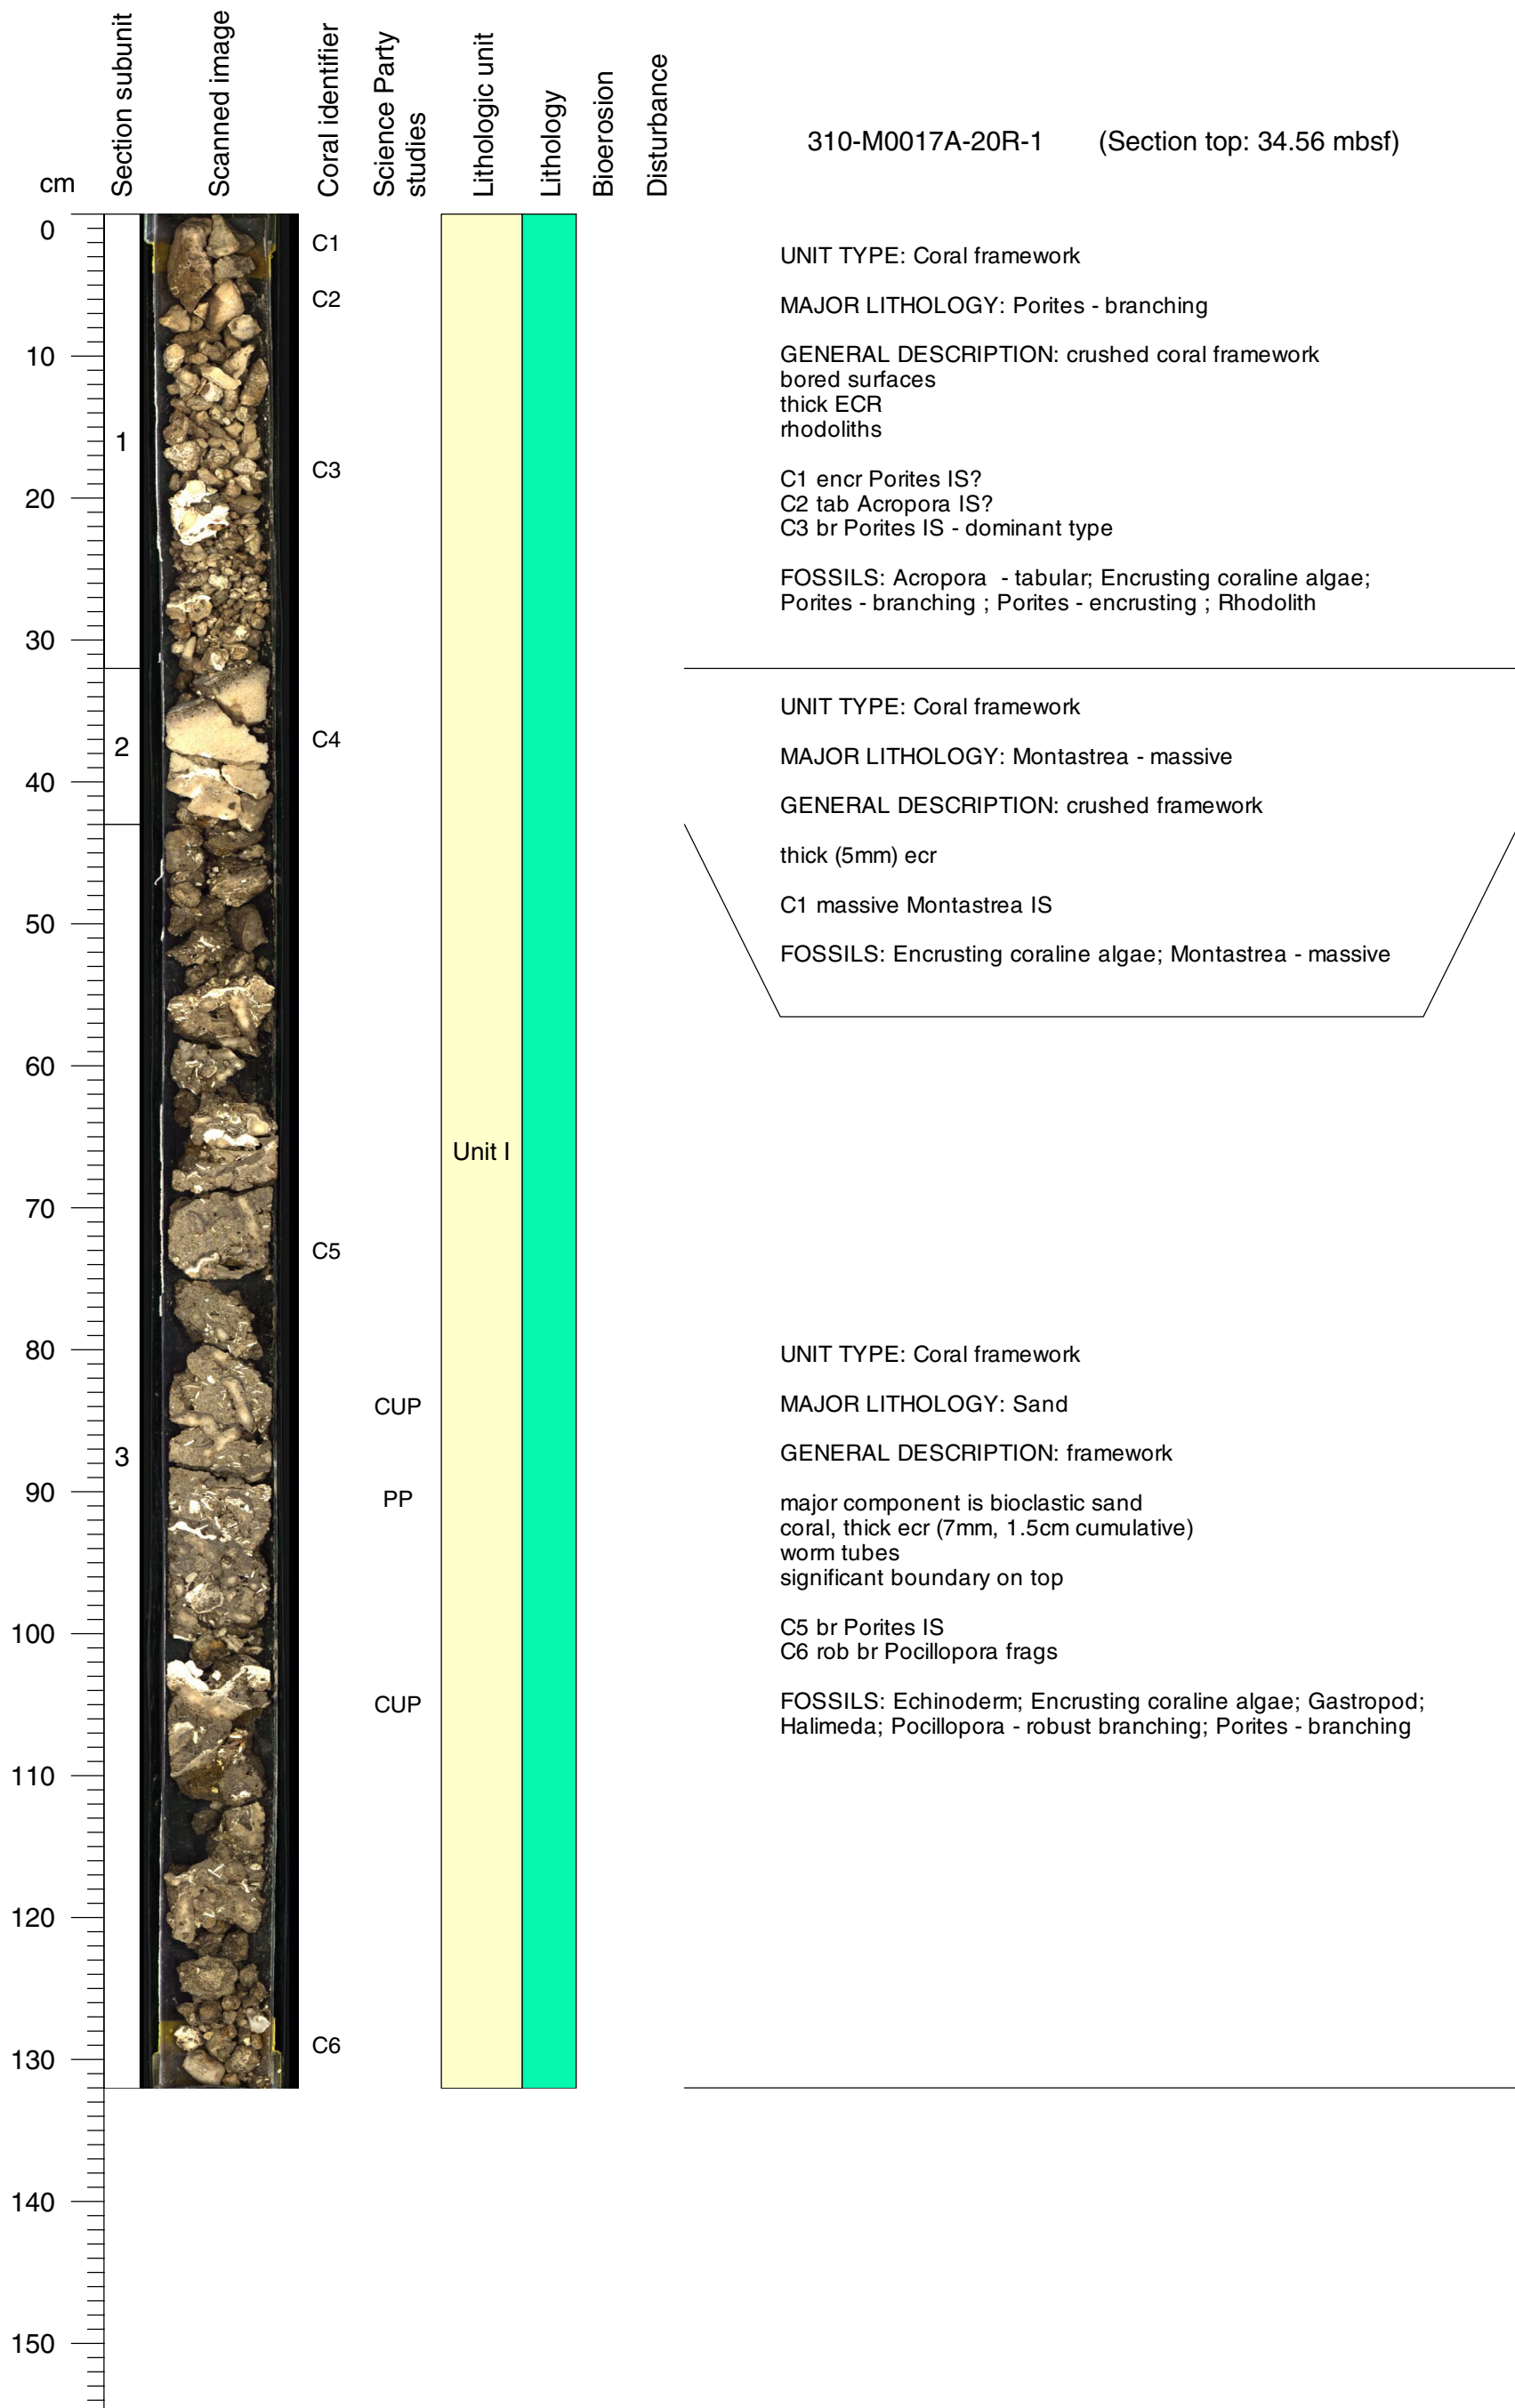 cm
Section subunit
Scanned image
Coral identifier
Science Party
studies
Lithologic unit
Lithology
Bioerosion
Disturbance
310-M0017A-20R-1 (Section top: 34.56 mbsf)
0
10
20
30
40
50
60
70
80
90
100
110
120
130
140
150
1
2
3
C1
C2
C3
C4
C5
C6
CUP
PP
CUP
Unit I
UNIT TYPE: Coral framework
MAJOR LITHOLOGY: Porites - branching
GENERAL DESCRIPTION: crushed coral framework
bored surfaces
thick ECR
rhodoliths
C1 encr Porites IS?
C2 tab Acropora IS?
C3 br Porites IS - dominant type
FOSSILS: Acropora - tabular; Encrusting coraline algae;
Porites - branching ; Porites - encrusting ; Rhodolith
UNIT TYPE: Coral framework
MAJOR LITHOLOGY: Montastrea - massive
GENERAL DESCRIPTION: crushed framework
thick (5mm) ecr
C1 massive Montastrea IS
FOSSILS: Encrusting coraline algae; Montastrea - massive
UNIT TYPE: Coral framework
MAJOR LITHOLOGY: Sand
GENERAL DESCRIPTION: framework
major component is bioclastic sand
coral, thick ecr (7mm, 1.5cm cumulative)
worm tubes
significant boundary on top
C5 br Porites IS
C6 rob br Pocillopora frags
FOSSILS: Echinoderm; Encrusting coraline algae; Gastropod;
Halimeda; Pocillopora - robust branching; Porites - branching